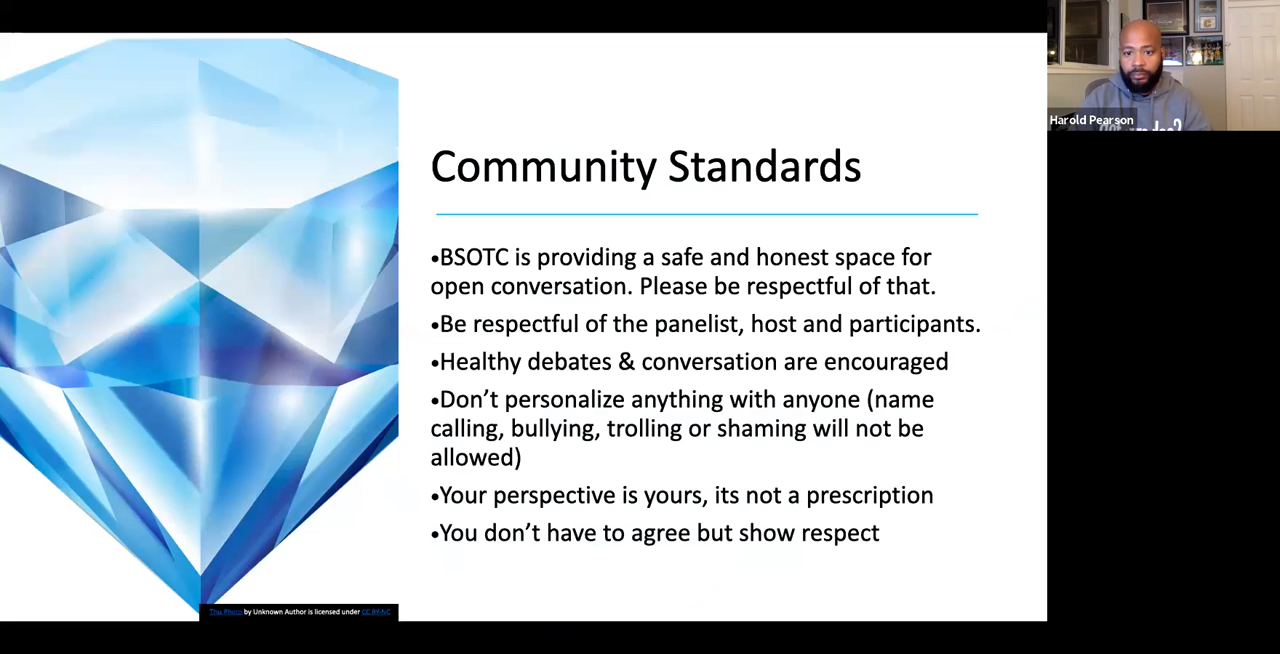 Community Standards
•BSOTC is providing a safe and honest space for
open conversation. Please be respectful of that.
•Be respectful of the panelist, host and participants.
•Healthy debates & conversation are encouraged
•Don’t personalize anything with anyone (name
calling, bullying, trolling or shaming will not be
allowed)
•Your perspective is yours, its not a prescription
•You don’t have to agree but show respect
This Photo by Unknown Author is licensed under CC BY-NC
Harold Pearson